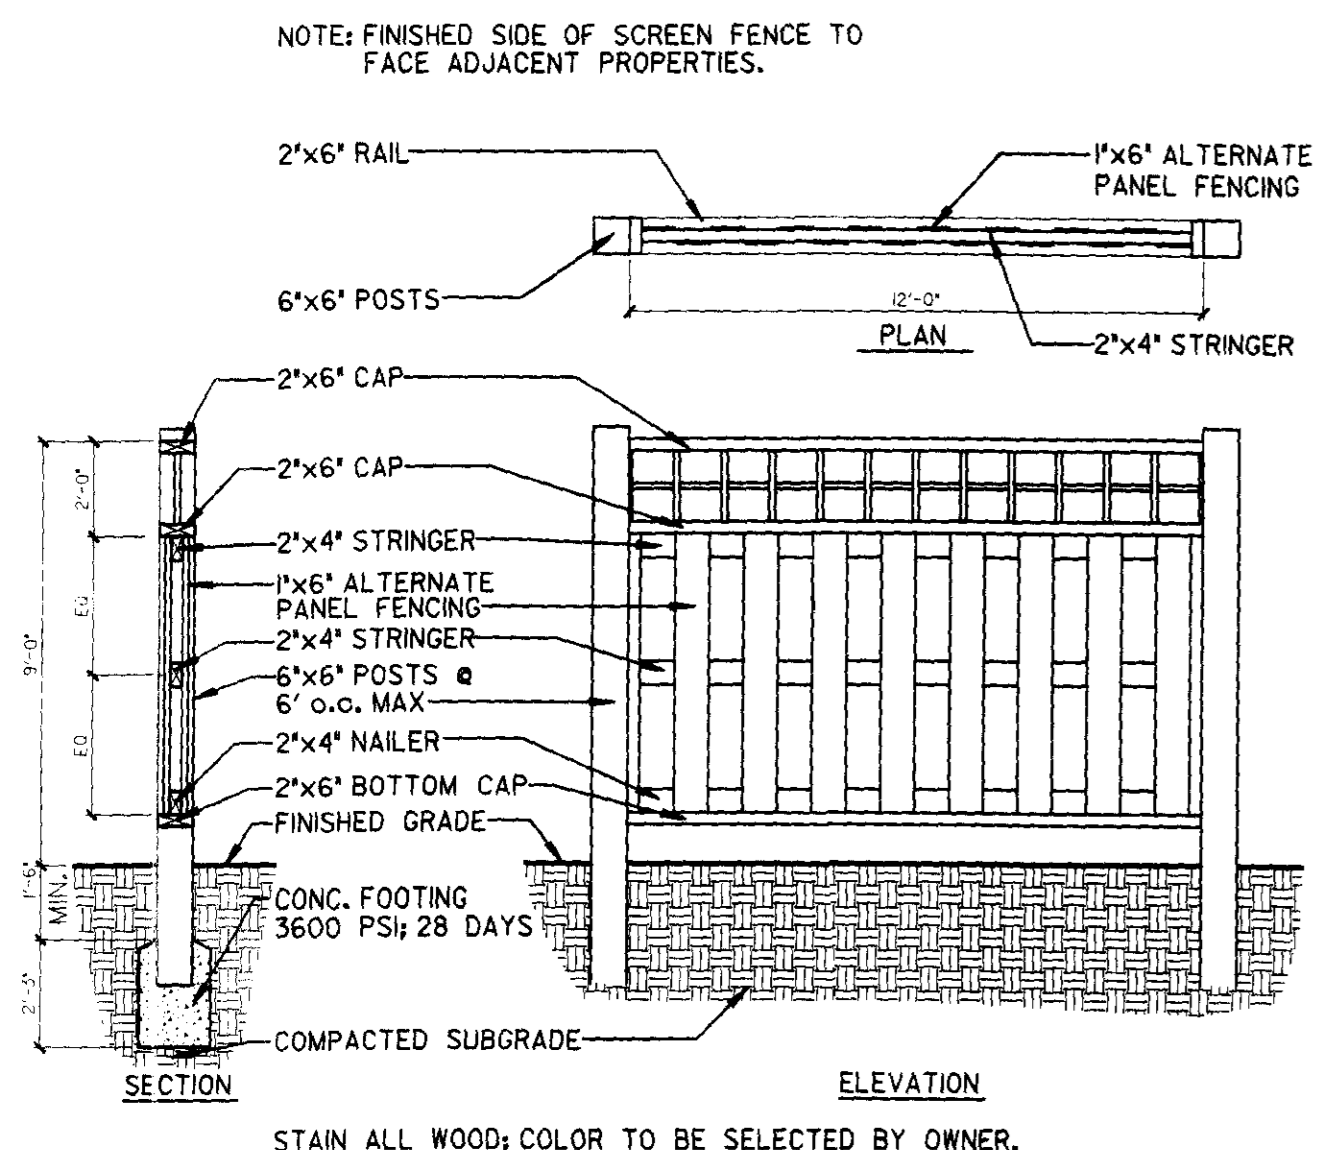 NOTE: FINISHED SIDE OF SCREEN FENCE TO
FACE ADJACENT PROPERTIES.
2"x6" RAIL
1"x6" ALTERNATE
PANEL FENCING
6"x6" POSTS
12'-0"
PLAN
2"x4" STRINGER
2"x6" CAP
2"x6" CAP
2"x4" STRINGER
1"x6" ALTERNATE
PANEL FENCING
2"x4" STRINGER
6"x6" POSTS @
6' o.c. MAX
2"x4" NAILER
2"x6" BOTTOM CAP
FINISHED GRADE
CONC. FOOTING
3600 PSI; 28 DAYS
COMPACTED SUBGRADE
2'-0"
EQ
9'-0"
EQ
1'-6"
MIN.
2'-3"
SECTION
ELEVATION
STAIN ALL WOOD; COLOR TO BE SELECTED BY OWNER.